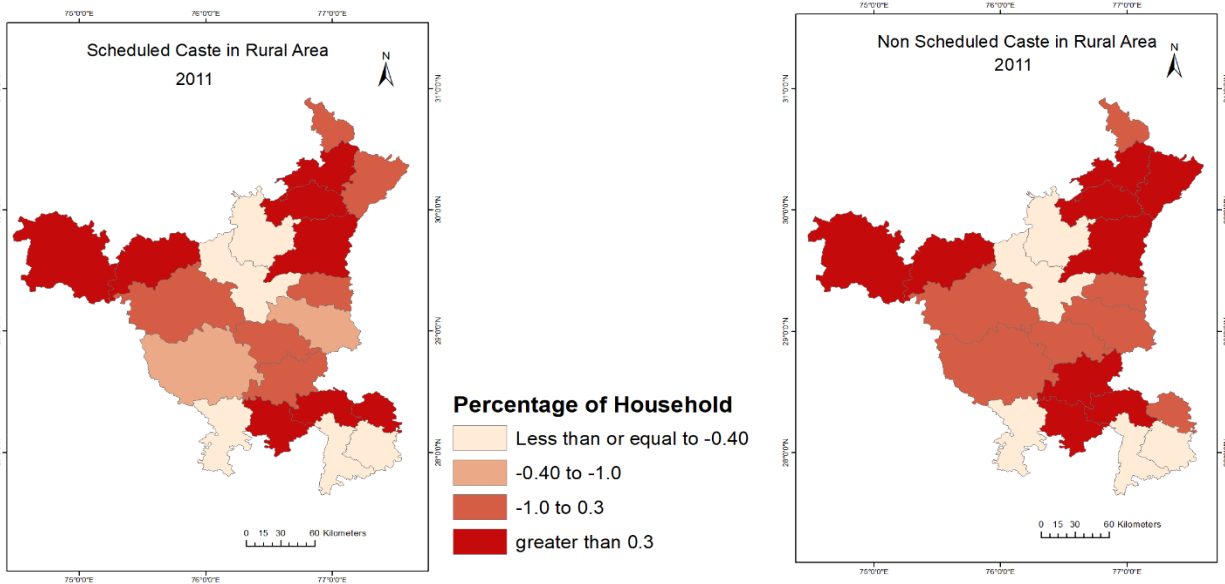 75°0'0"E 76°0'0"E 77°0'0"E
Scheduled Caste in Rural Area
2011
N
31°0'0"N
30°0'0"N
29°0'0"N
28°0'0"N
0 15 30 60 Kilometers
75°0'0"E 76°0'0"E 77°0'0"E
Percentage of Household
Less than or equal to -0.40
-0.40 to -1.0
-1.0 to 0.3
greater than 0.3
75°0'0"E 76°0'0"E 77°0'0"E
Non Scheduled Caste in Rural Area
2011
N
31°0'0"N
30°0'0"N
29°0'0"N
28°0'0"N
0 15 30 60 Kilometers
75°0'0"E 76°0'0"E 77°0'0"E